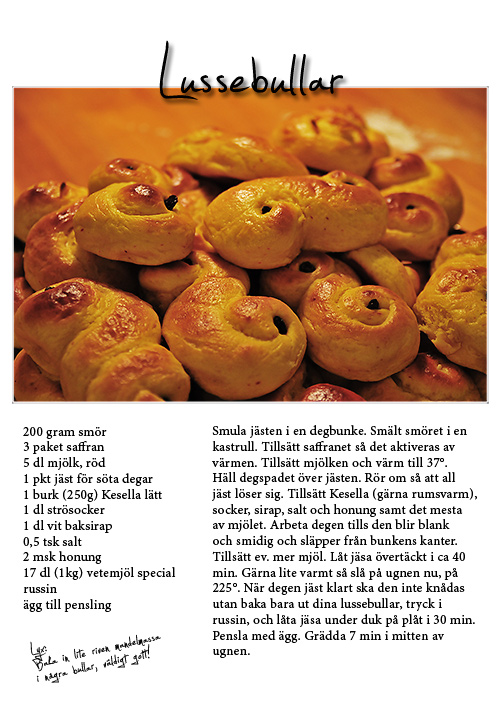 Lussebullar
200 gram smör
3 paket saffran
5 dl mjölk, röd
1 pkt jäst för söta degar
1 burk (250g) Kesella lätt
1 dl strösocker
1 dl vit baksirap
0,5 tsk salt
2 msk honung
17 dl (1kg) vetemjöl special
russin
ägg till pensling
Lyx:
Baka in lite riven mandelmassa
i några bullar, väldigt gott!
Smula jästen i en degbunke. Smält smöret i en
kastrull. Tillsätt saffranet så det aktiveras av
värmen. Tillsätt mjölken och värm till 37°.
Häll degspadet över jästen. Rör om så att all
jäst löser sig. Tillsätt Kesella (gärna rumsvarm),
socker, sirap, salt och honung samt det mesta
av mjölet. Arbeta degen tills den blir blank
och smidig och släpper från bunkens kanter.
Tillsätt ev. mer mjöl. Låt jäsa övertäckt i ca 40
min. Gärna lite varmt så slå på ugnen nu, på
225°. När degen jäst klart ska den inte knådas
utan baka bara ut dina lussebullar, tryck i
russin, och låta jäsa under duk på plåt i 30 min.
Pensla med ägg. Grädda 7 min i mitten av
ugnen.